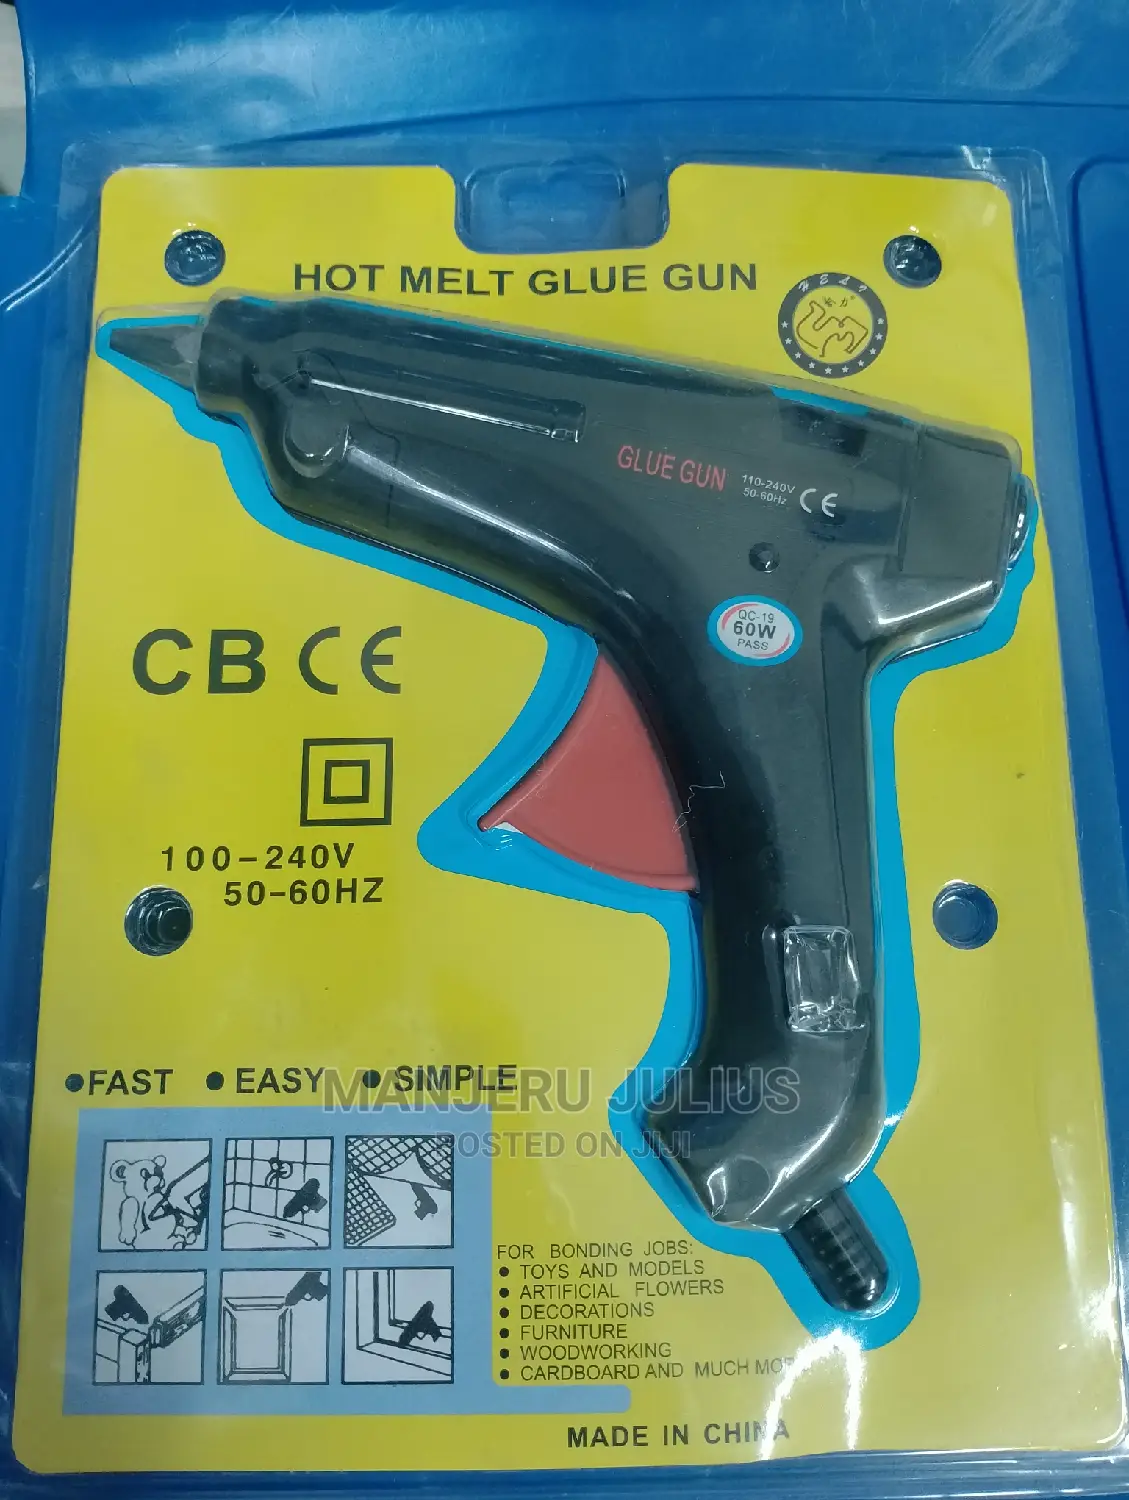 HOT MELT GLUE GUN
GLUE GUN
110-240V
50-60Hz
CE
QC-19
60W
PASS
CB CE
100-240V
50-60HZ
●FAST ●EASY ●SIMPLE
MANJERU JULIUS
POSTED ON JIJI
FOR BONDING JOBS:
● TOYS AND MODELS
● ARTIFICIAL FLOWERS
● DECORATIONS
● FURNITURE
● WOODWORKING
● CARDBOARD AND MUCH MORE
MADE IN CHINA